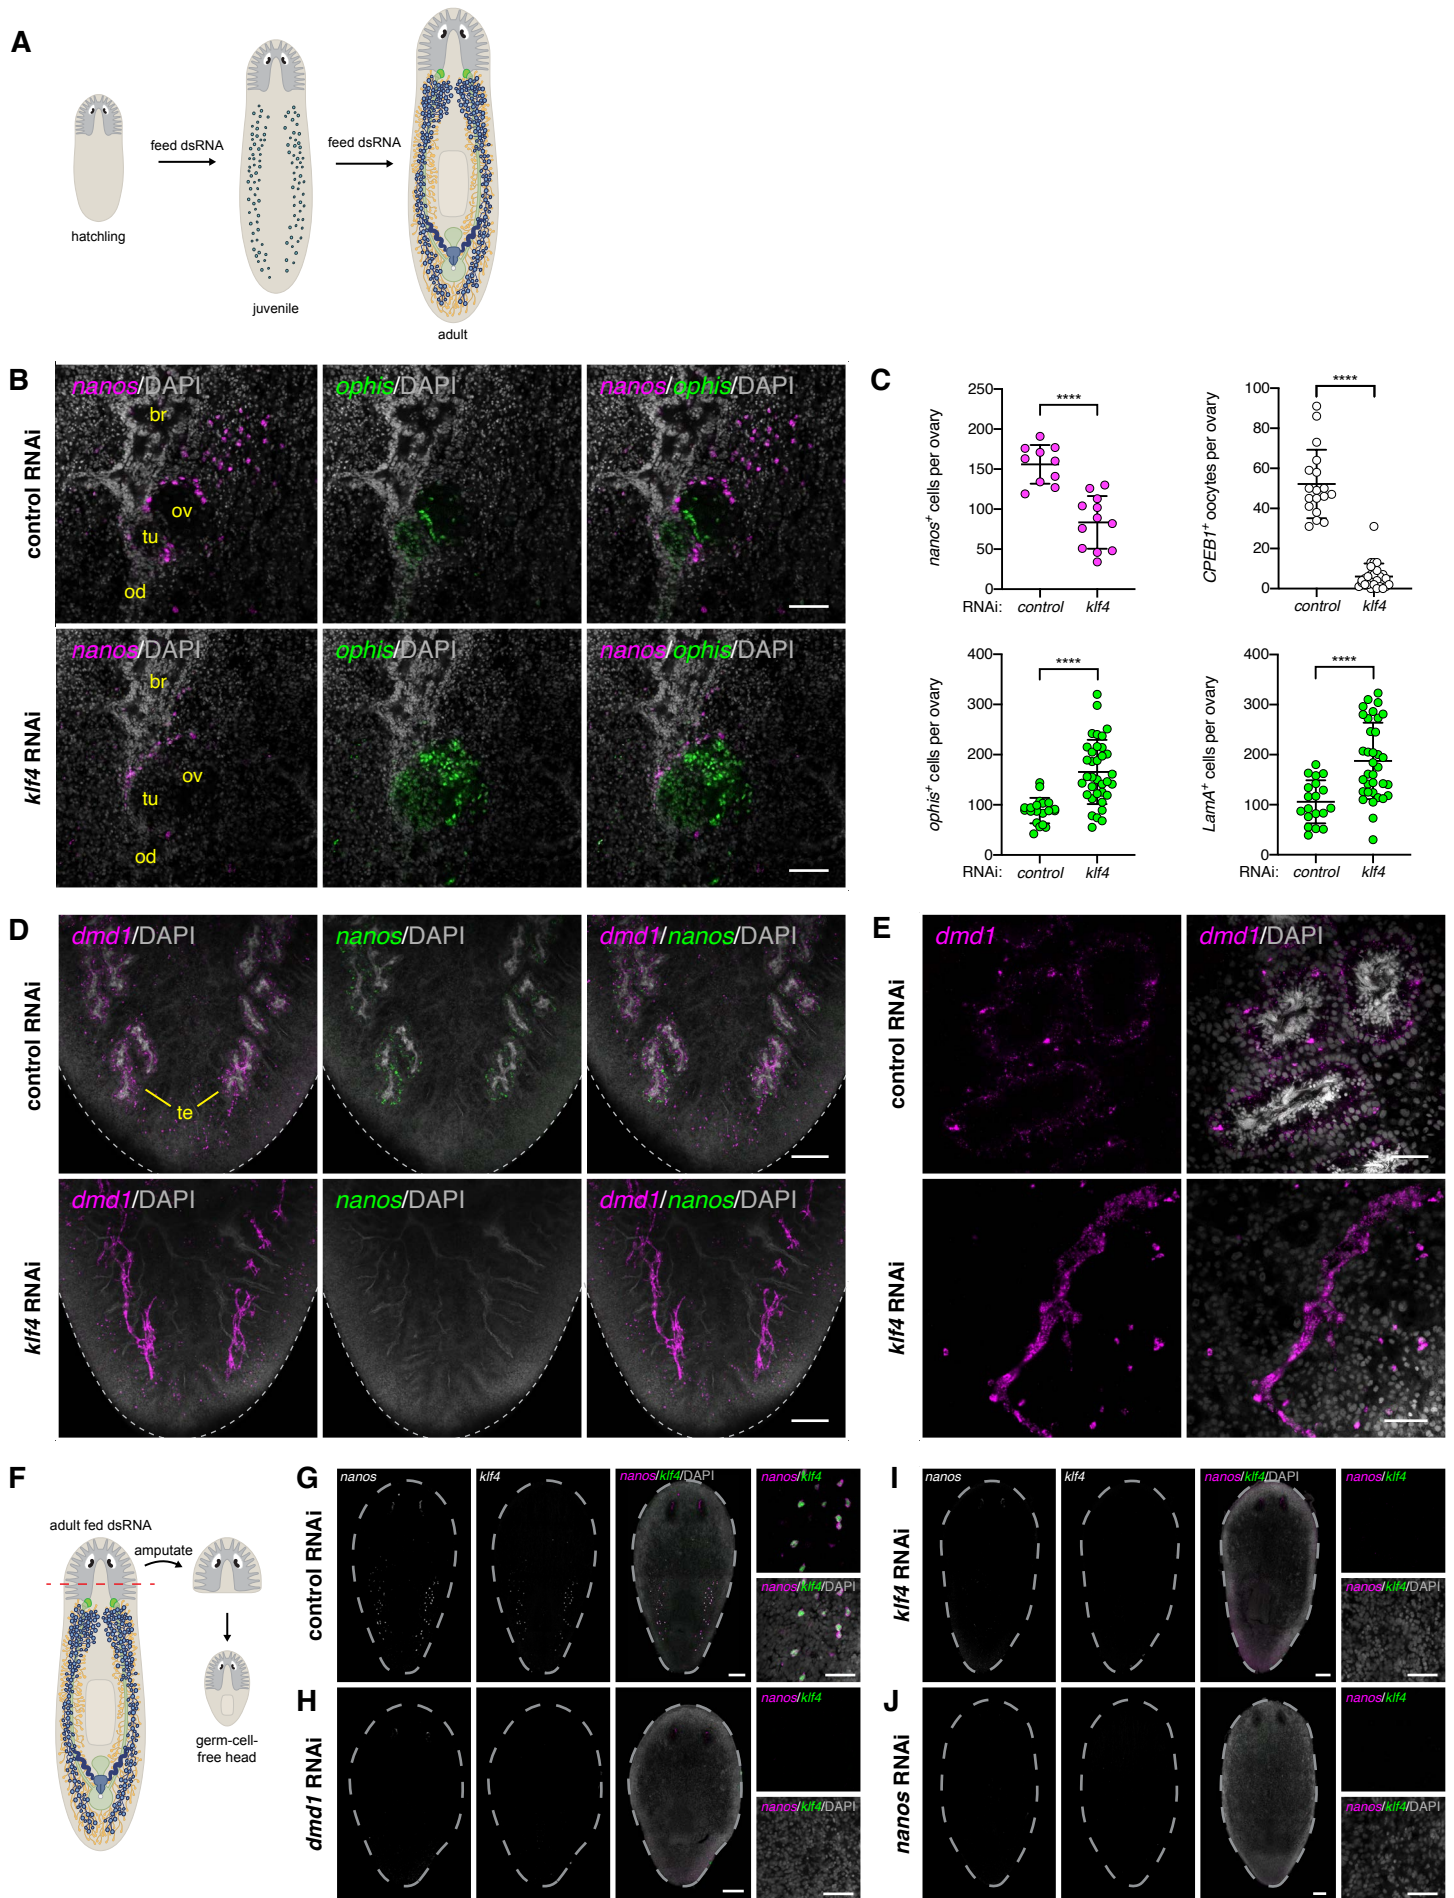 A
feed dsRNA
feed dsRNA
hatchling
juvenile
adult
B
control RNAi
nanos/DAPI
ophis/DAPI
nanos/ophis/DAPI
br
ov
tu
od
klf4 RNAi
nanos/DAPI
ophis/DAPI
nanos/ophis/DAPI
br
ov
tu
od
C
nanos+ cells per ovary
250
200
150
100
50
0
****
RNAi: control klf4
CPEB1+ oocytes per ovary
100
80
60
40
20
0
****
control klf4
ophis+ cells per ovary
400
300
200
100
0
****
RNAi: control klf4
LamA+ cells per ovary
400
300
200
100
0
****
RNAi: control klf4
D
control RNAi
dmd1/DAPI
nanos/DAPI
dmd1/nanos/DAPI
te
klf4 RNAi
dmd1/DAPI
nanos/DAPI
dmd1/nanos/DAPI
E
control RNAi
dmd1
dmd1/DAPI
klf4 RNAi
F
adult fed dsRNA
amputate
germ-cell-
free head
G
control RNAi
nanos
klf4
nanos/klf4/DAPI
nanos/klf4
nanos/klf4/DAPI
H
dmd1 RNAi
nanos/klf4
nanos/klf4/DAPI
I
klf4 RNAi
nanos
klf4
nanos/klf4/DAPI
nanos/klf4
nanos/klf4/DAPI
J
nanos RNAi
nanos/klf4
nanos/klf4/DAPI